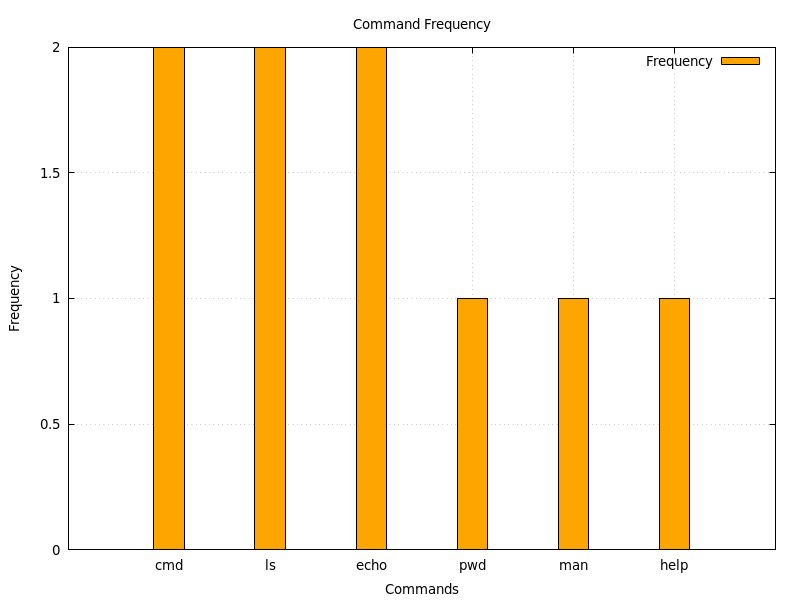 Command Frequency
Frequency
2
1.5
1
0.5
0
Frequency
cmd ls echo pwd man help
Commands